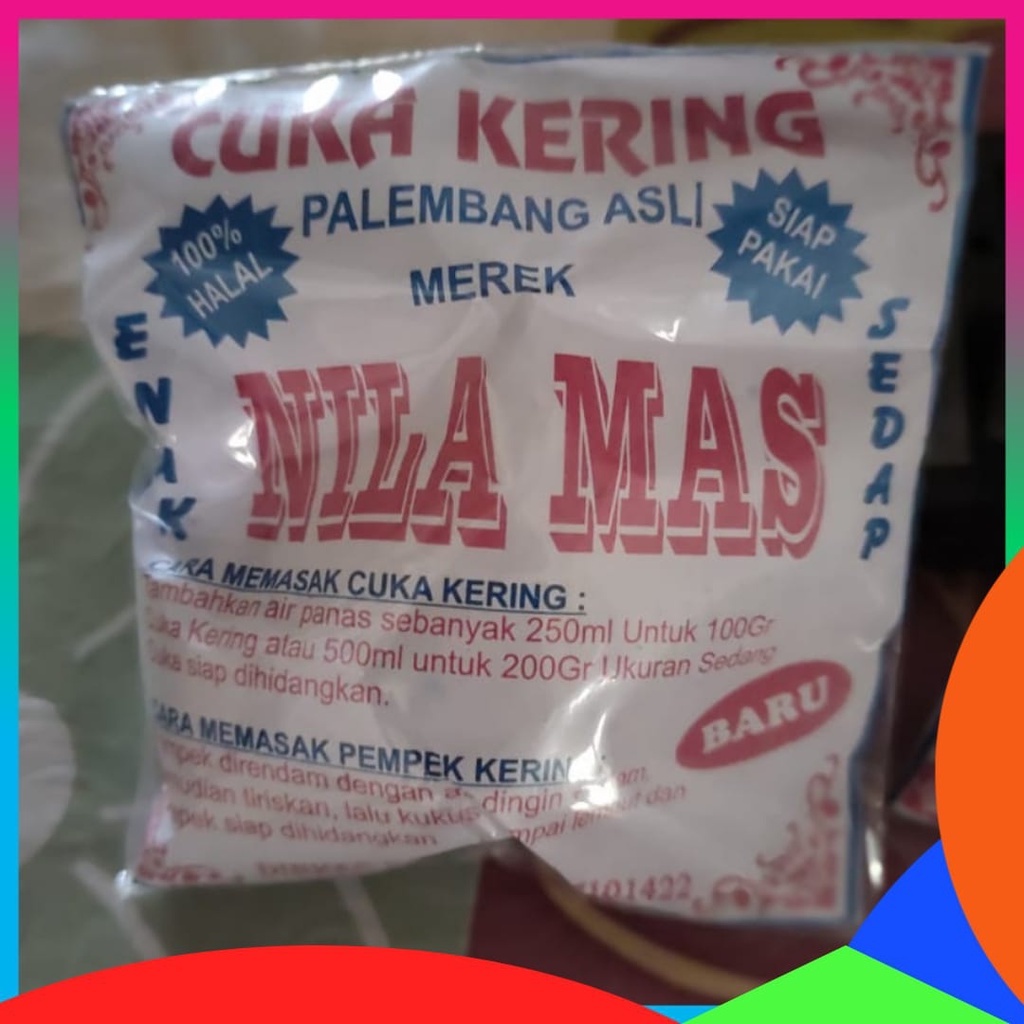 CUKA KERING
PALEMBANG ASLI
100% HALAL
SIAP PAKAI
MEREK
ENAK
SEDAP
NILA MAS
CARA MEMASAK CUKA KERING :
Tambahkan air panas sebanyak 250ml Untuk 100Gr
Cuka Kering atau 500ml untuk 200Gr Ukuran Sedang
Cuka siap dihidangkan.
BARU
CARA MEMASAK PEMPEK KERING :
direndam dengan dingin
tiriskan, lalu kukus dan
siap dihidangkan
101422